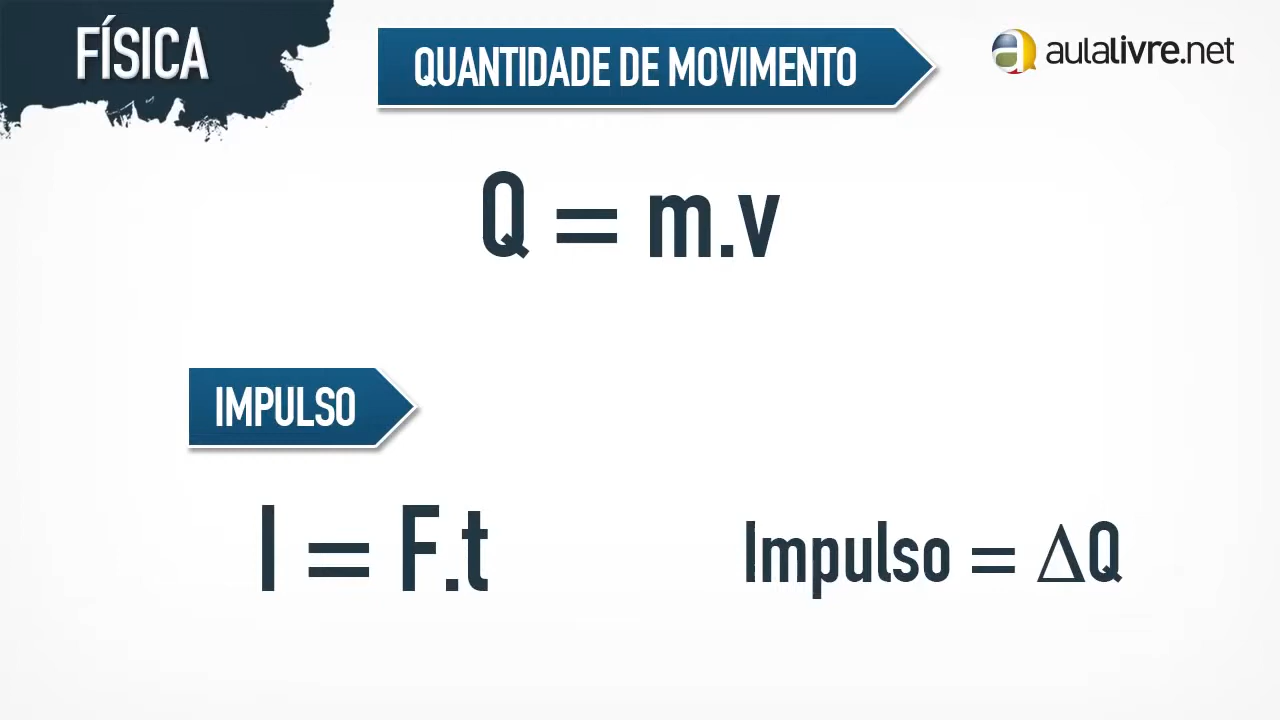 FÍSICA
QUANTIDADE DE MOVIMENTO
aulalivre.net
Q = m.v
IMPULSO
I = F.t
Impulso = ΔQ